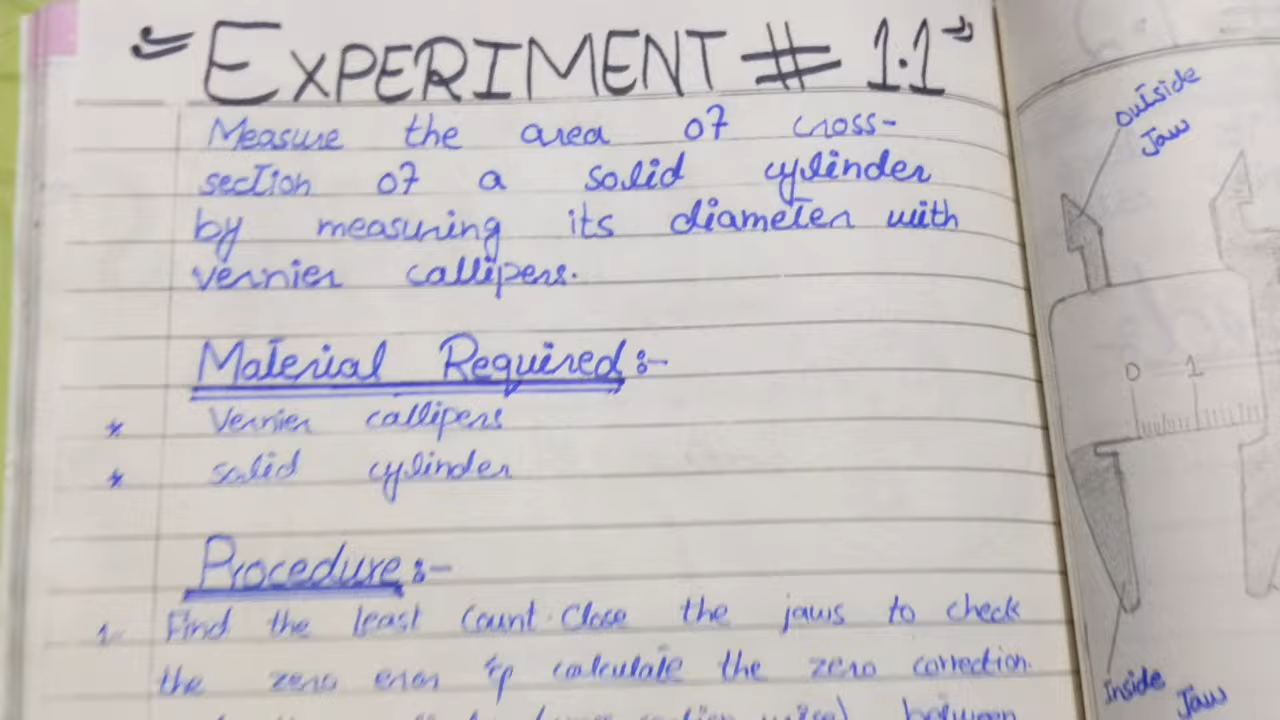 " EXPERIMENT # 1.1 "
Measure the area of cross-
section of a solid cylinder
by measuring its diameter with
vernier callipers.
Material Required:-
* Vernier callipers
* solid cylinder
Procedure:-
1. Find the least count. Close the jaws to check
the zero error & calculate the zero correction.
between
outside
Jaw
0 1
Inside
Jaw